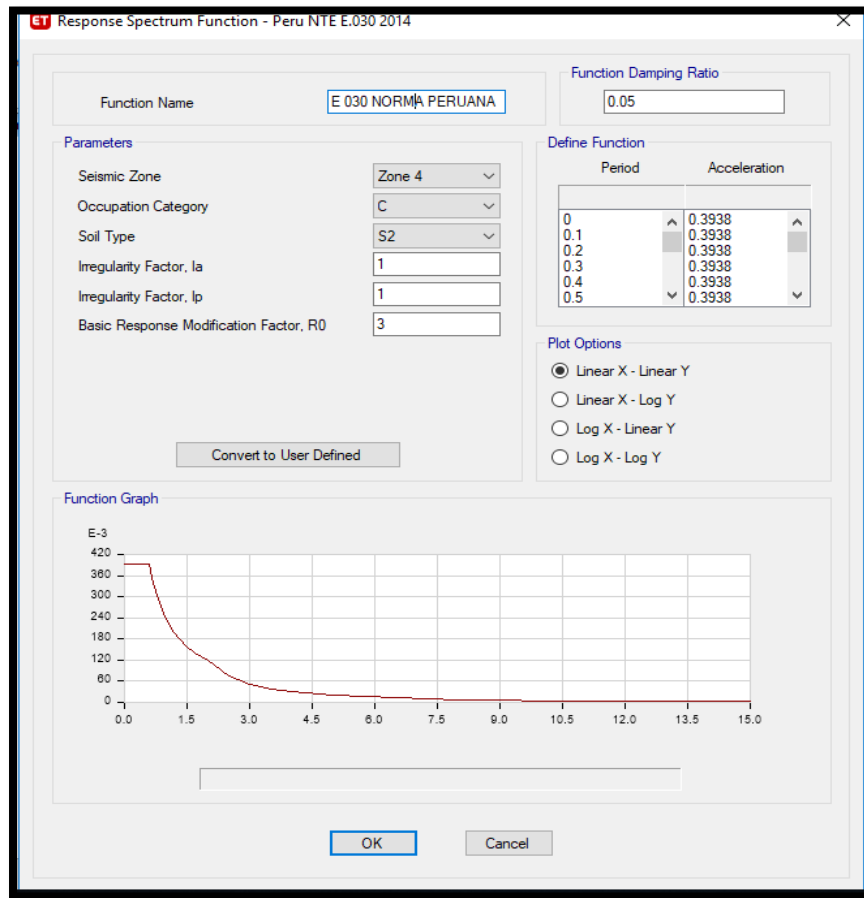 ET Response Spectrum Function - Peru NTE E.030 2014
Function Name
E 030 NORMA PERUANA
Function Damping Ratio
0.05
Parameters
Seismic Zone
Zone 4
Occupation Category
C
Soil Type
S2
Irregularity Factor, Ia
1
Irregularity Factor, Ip
1
Basic Response Modification Factor, R0
3
Convert to User Defined
Define Function
Period Acceleration
0 0.3938
0.1 0.3938
0.2 0.3938
0.3 0.3938
0.4 0.3938
0.5 0.3938
Plot Options
Linear X - Linear Y
Linear X - Log Y
Log X - Linear Y
Log X - Log Y
Function Graph
E-3
420
360
300
240
180
120
60
0
0.0 1.5 3.0 4.5 6.0 7.5 9.0 10.5 12.0 13.5 15.0
OK Cancel